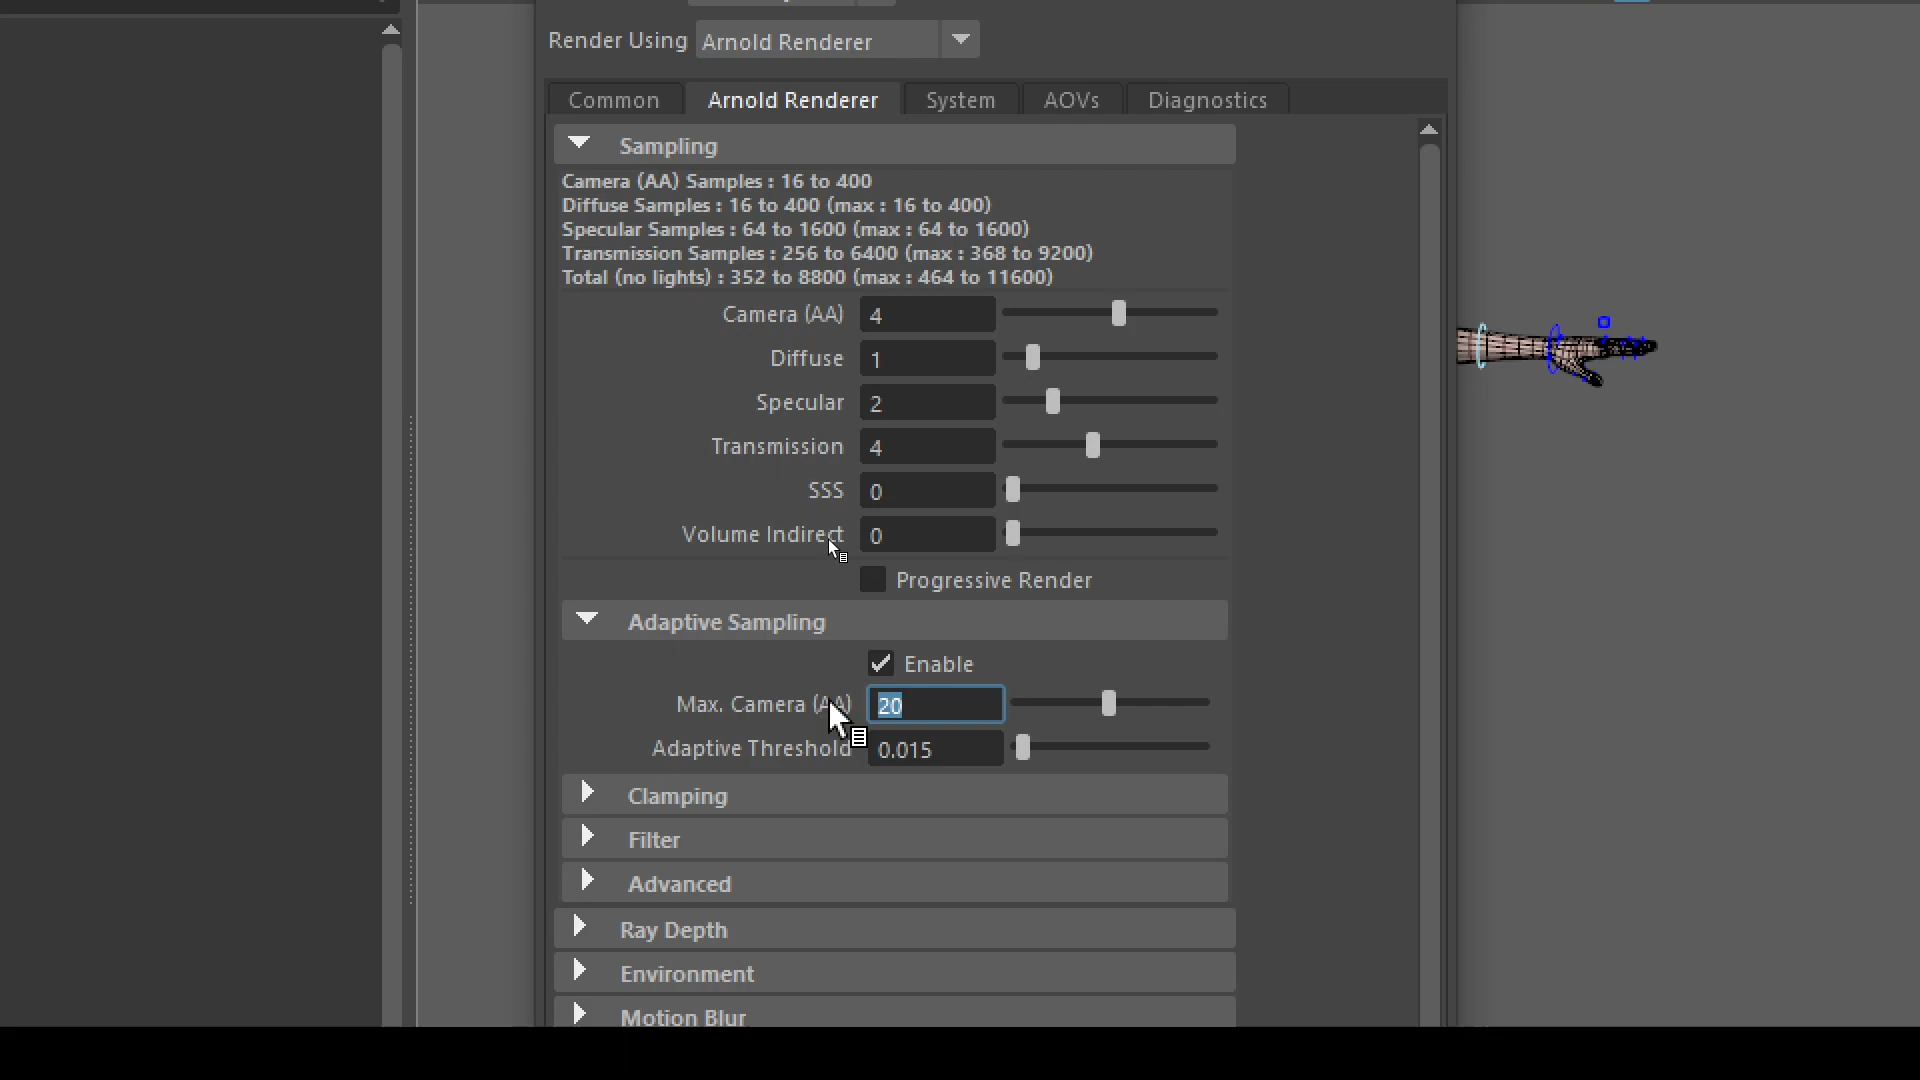 Render Using Arnold Renderer
Common Arnold Renderer System AOVs Diagnostics
Sampling
Camera (AA) Samples : 16 to 400
Diffuse Samples : 16 to 400 (max : 16 to 400)
Specular Samples : 64 to 1600 (max : 64 to 1600)
Transmission Samples : 256 to 6400 (max : 368 to 9200)
Total (no lights) : 352 to 8800 (max : 464 to 11600)
Camera (AA) 4
Diffuse 1
Specular 2
Transmission 4
SSS 0
Volume Indirect 0
Progressive Render
Adaptive Sampling
Enable
Max. Camera (AA) 20
Adaptive Threshold 0.015
Clamping
Filter
Advanced
Ray Depth
Environment
Motion Blur